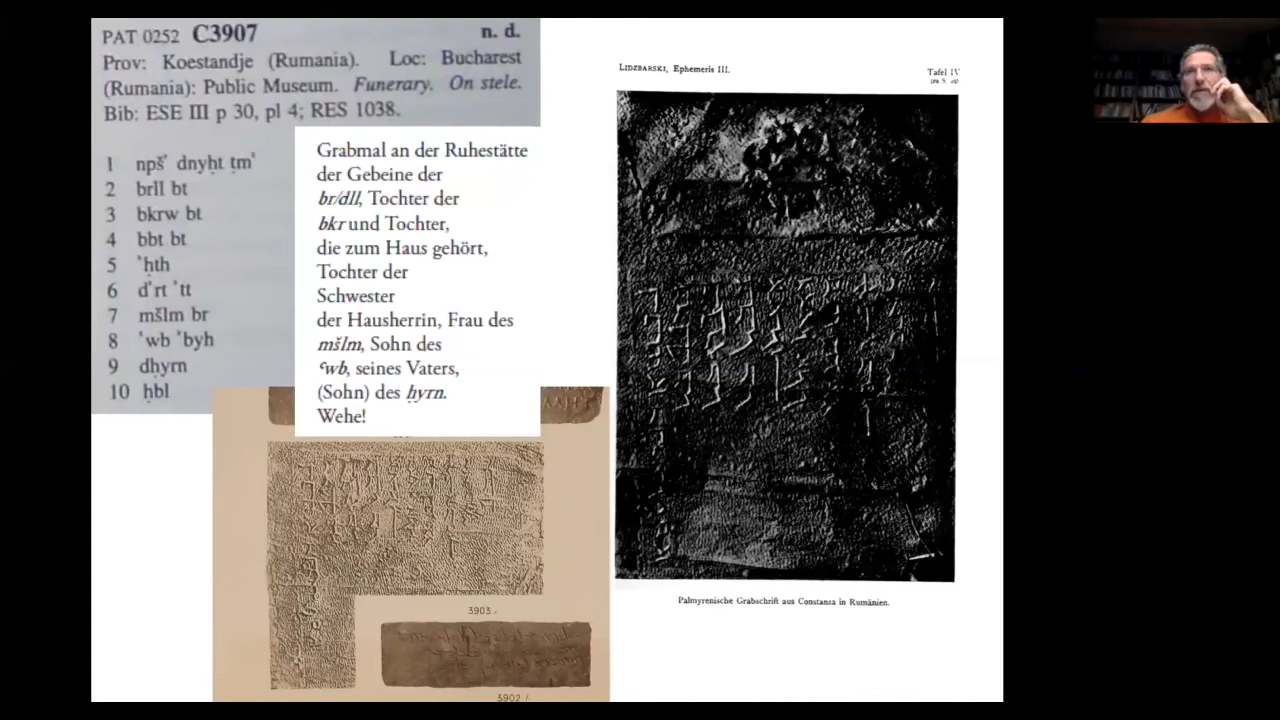 PAT 0252 C3907 n. d.
Prov: Koestandje (Rumania). Loc: Bucharest
(Rumania): Public Museum. Funerary. On stele.
Bib: ESE III p 30, pl 4; RES 1038.
1 npšʾ dnyḥt ṭmʾ
2 brll bt
3 bkrw bt
4 bbt bt
5 ʾḥth
6 dʾrt ʾtt
7 mšlm br
8 ʿwb ʾbyh
9 dḥyrn
10 ḥbl
Grabmal an der Ruhestätte
der Gebeine der
br/dll, Tochter der
bkr und Tochter,
die zum Haus gehört,
Tochter der
Schwester
der Hausherrin, Frau des
mšlm, Sohn des
ʿwb, seines Vaters,
(Sohn) des ḥyrn.
Wehe!
3903
3902
LIDZBARSKI, Ephemeris III.
Tafel IV
Palmyrenische Grabschrift aus Constanza in Rumänien.